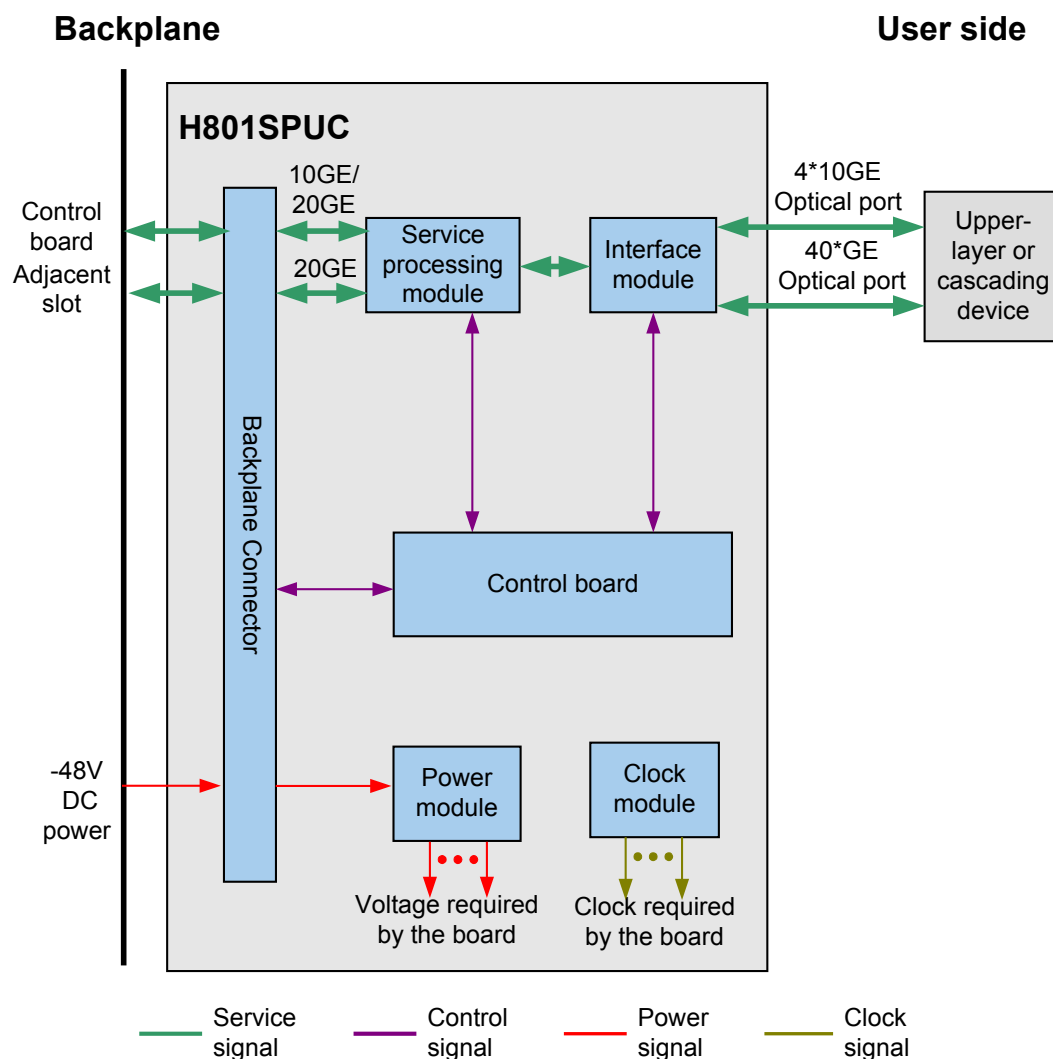 Backplane
User side
H801SPUC
10GE/
20GE
20GE
Control
board
Adjacent
slot
Service
processing
module
Interface
module
4*10GE
Optical port
40*GE
Optical port
Upper-
layer or
cascading
device
Backplane Connector
Control board
-48V
DC
power
Power
module
Clock
module
Voltage required
by the board
Clock required
by the board
Service
signal
Control
signal
Power
signal
Clock
signal